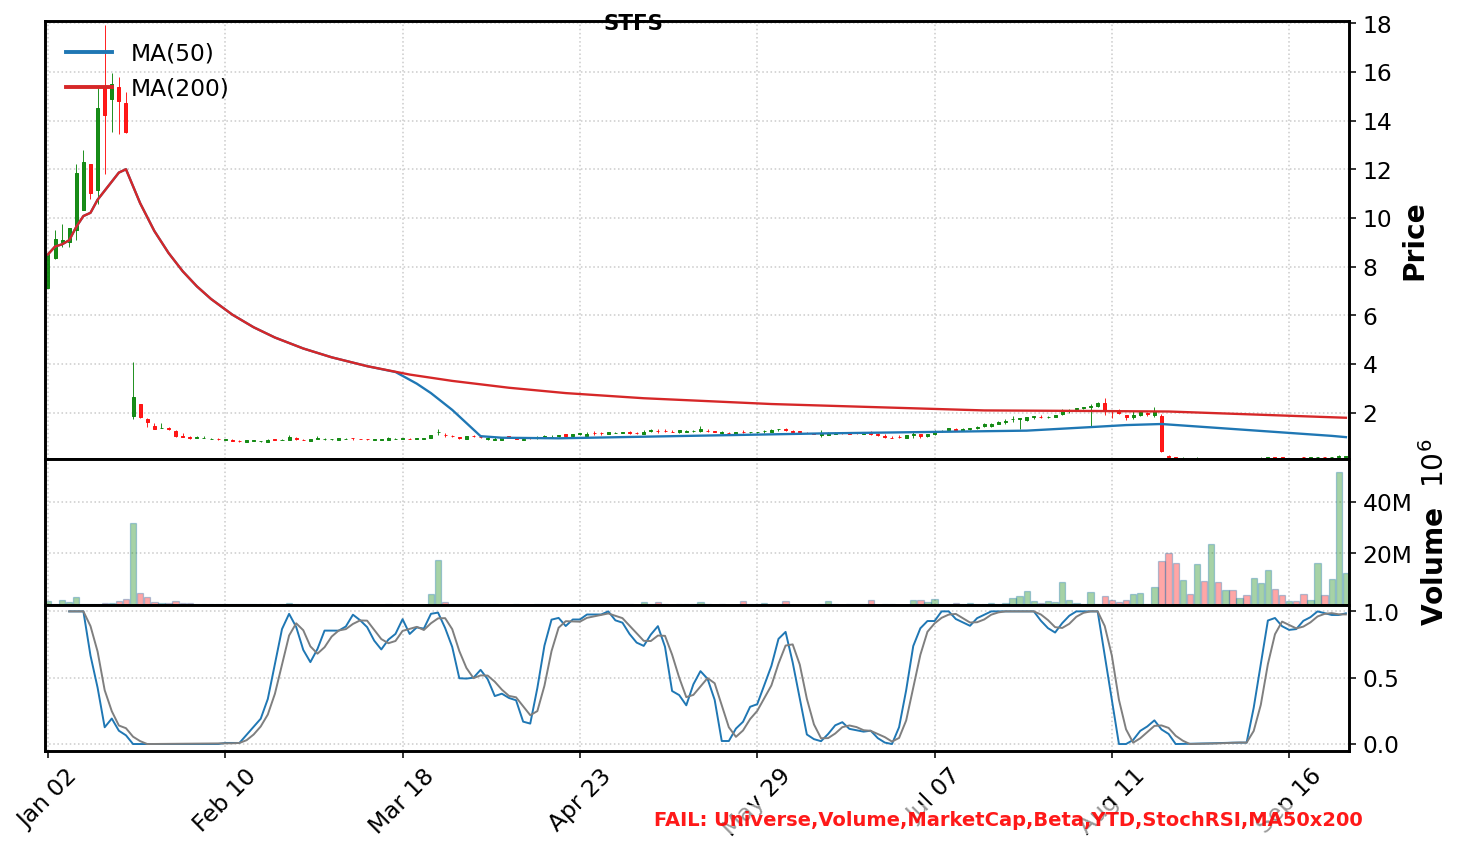 STFS
MA(50)
MA(200)
18
16
14
12
10
8
6
4
2
Price
40M
20M
Volume 10^6
1.0
0.5
0.0
Jan 02
Feb 10
Mar 18
Apr 23
May 29
Jul 07
Aug 11
Sep 16
FAIL: Universe,Volume,MarketCap,Beta,YTD,StochRSI,MA50x200